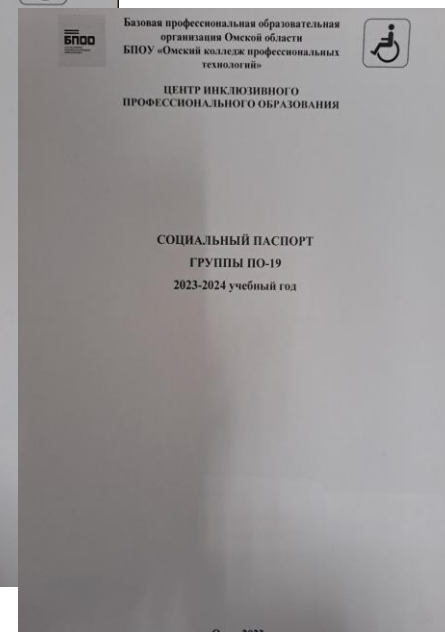 БПОО
Базовая профессиональная образовательная
организация Омской области
БПОУ «Омский колледж профессиональных
технологий»
ЦЕНТР ИНКЛЮЗИВНОГО
ПРОФЕССИОНАЛЬНОГО ОБРАЗОВАНИЯ
СОЦИАЛЬНЫЙ ПАСПОРТ
ГРУППЫ ПО-19
2023-2024 учебный год